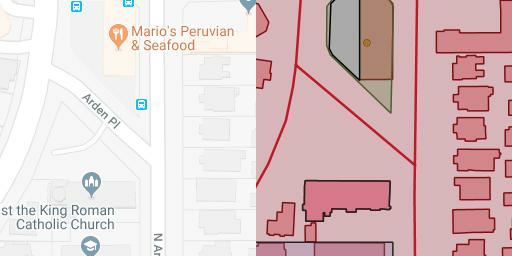 Mario's Peruvian
& Seafood
Arden Pl
st the King Roman
Catholic Church
N Ar